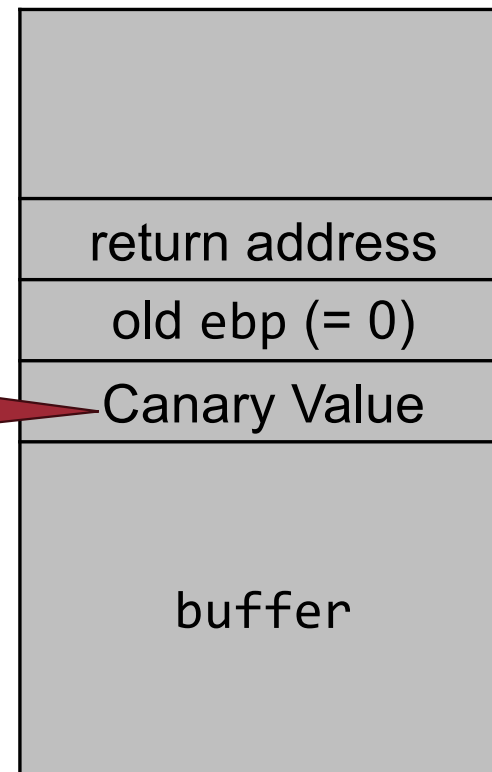 return address
old ebp (= 0)
Canary Value
buffer